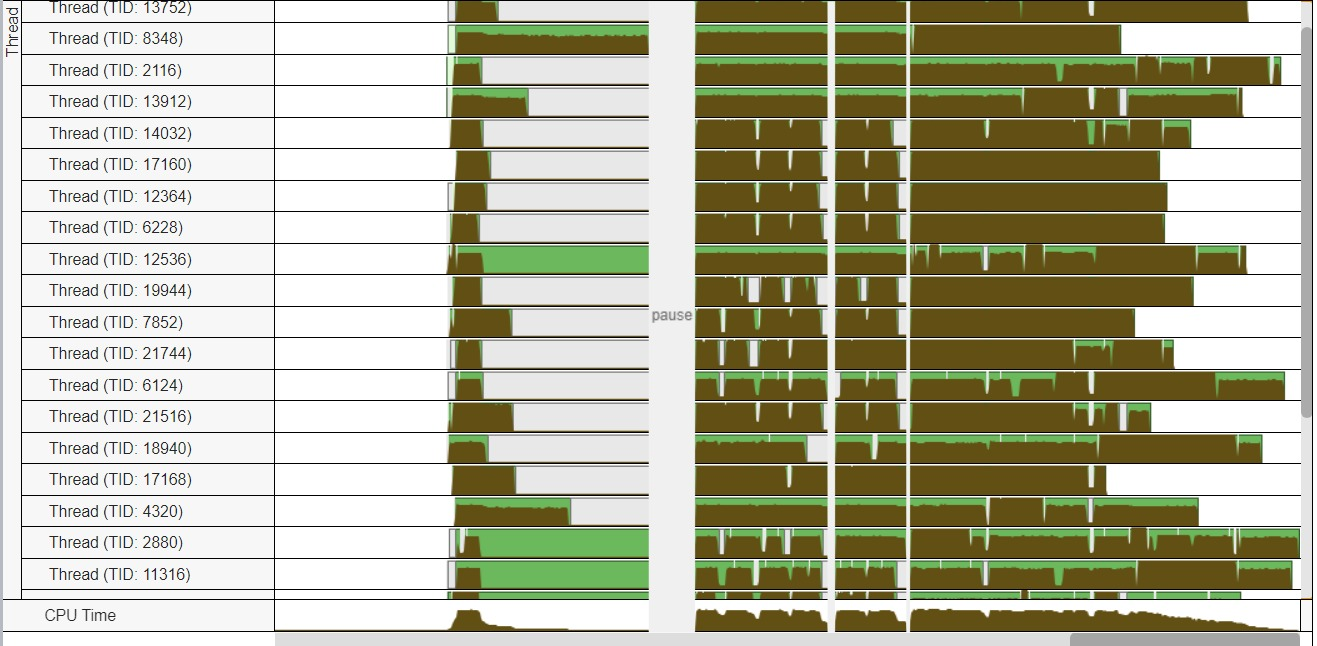 Thread
Thread (TID: 13752)
Thread (TID: 8348)
Thread (TID: 2116)
Thread (TID: 13912)
Thread (TID: 14032)
Thread (TID: 17160)
Thread (TID: 12364)
Thread (TID: 6228)
Thread (TID: 12536)
Thread (TID: 19944)
Thread (TID: 7852)
pause
Thread (TID: 21744)
Thread (TID: 6124)
Thread (TID: 21516)
Thread (TID: 18940)
Thread (TID: 17168)
Thread (TID: 4320)
Thread (TID: 2880)
Thread (TID: 11316)
CPU Time